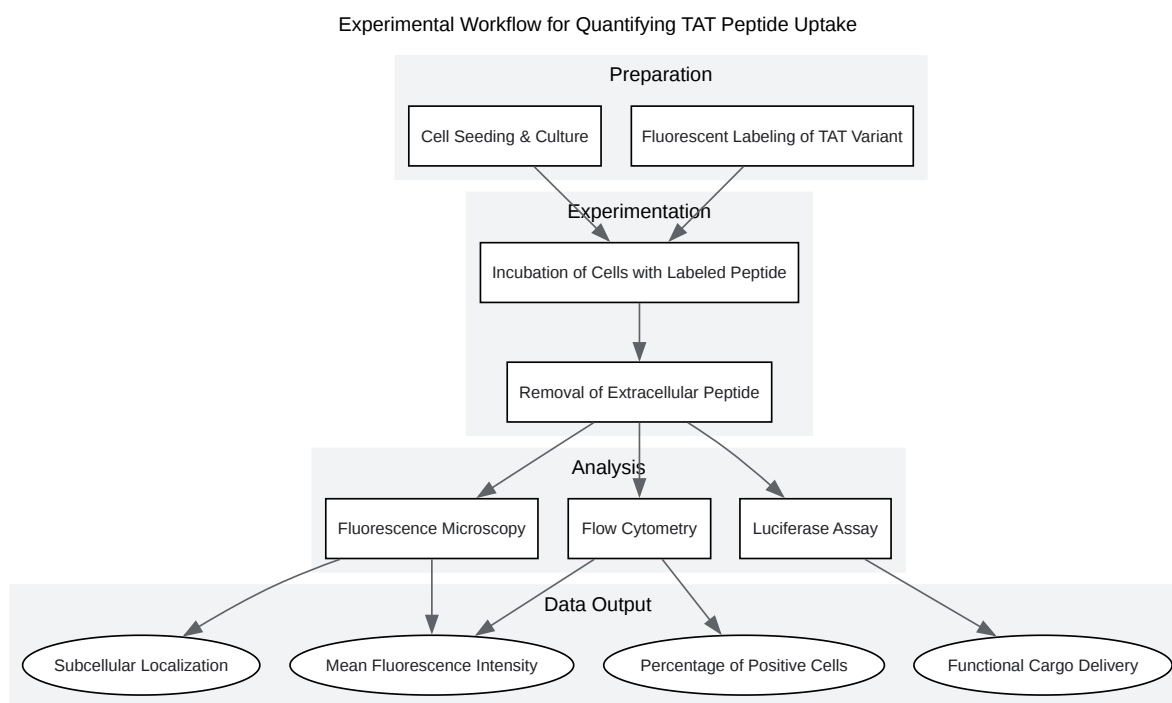 Experimental Workflow for Quantifying TAT Peptide Uptake
Preparation
Cell Seeding & Culture
Fluorescent Labeling of TAT Variant
Experimentation
Incubation of Cells with Labeled Peptide
Removal of Extracellular Peptide
Analysis
Fluorescence Microscopy
Flow Cytometry
Luciferase Assay
Data Output
Subcellular Localization
Mean Fluorescence Intensity
Percentage of Positive Cells
Functional Cargo Delivery